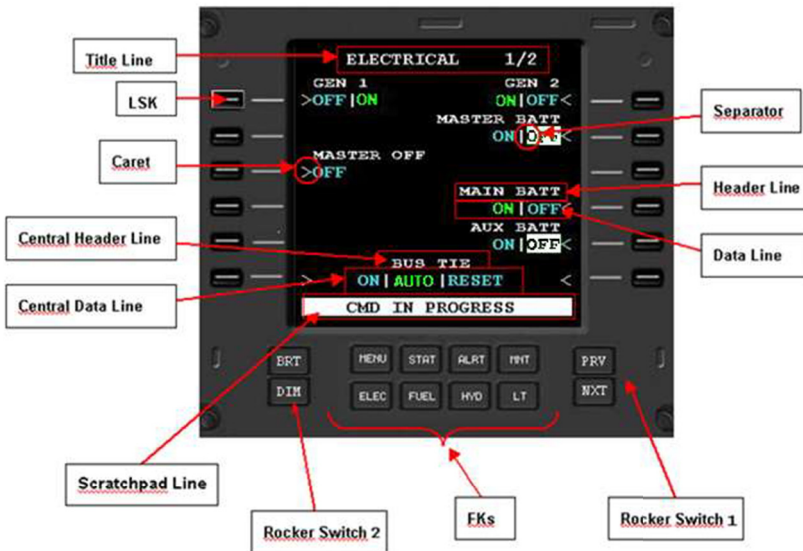 Title Line
ELECTRICAL 1/2
LSK
GEN 1
GEN 2
>OFF|ON
ON|OFF<
Separator
MASTER BATT
ON|OFF<
Caret
MASTER OFF
>OFF
MAIN BATT
Header Line
ON|OFF<
AUX BATT
ON|OFF<
Data Line
Central Header Line
BUS TIE
> ON|AUTO|RESET <
Central Data Line
CMD IN PROGRESS
BRT
MENU STAT ALRT MNT
PRV
DIM
ELEC FUEL HYD LT
NXT
Scratchpad Line
Rocker Switch 2
FKs
Rocker Switch 1